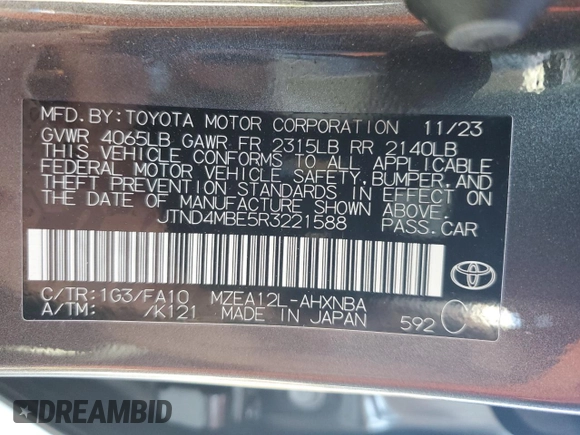 MFD.BY:TOYOTA MOTOR CORPORATION 11/23
GVWR 4065LB GAWR FR 2315LB RR 2140LB
THIS VEHICLE CONFORMS TO ALL APPLICABLE
FEDERAL MOTOR VEHICLE SAFETY,BUMPER,AND
THEFT PREVENTION STANDARDS IN EFFECT ON
THE DATE OF MANUFACTURE SHOWN ABOVE.
JTND4MBE5R3221588 PASS.CAR
C/TR:1G3/FA10 MZEA12L-AHXNBA
A/TM: /K121 MADE IN JAPAN 592
DREAMBID